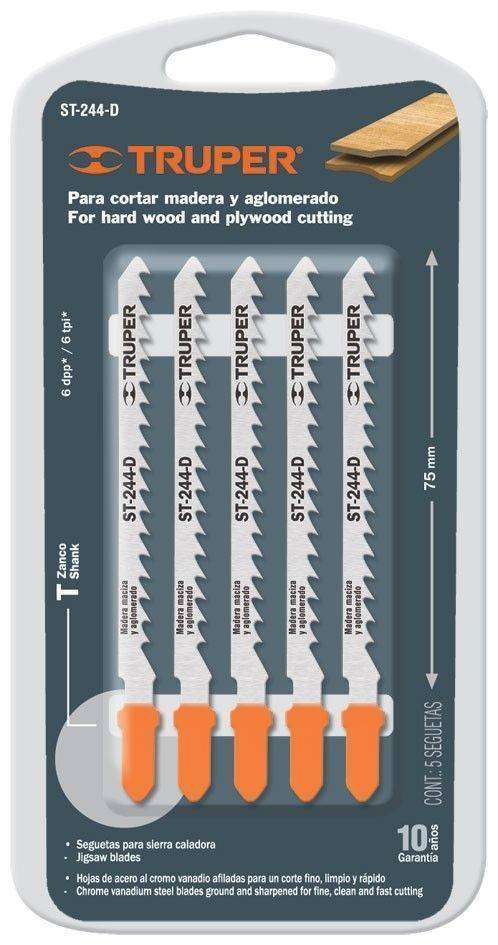 ST-244-D
TRUPER®
Para cortar madera y aglomerado
For hard wood and plywood cutting
6 dpp* / 6 tpi*
TRUPER
ST-244-D
Madera maciza
y aglomerado
TRUPER
ST-244-D
Madera maciza
y aglomerado
TRUPER
ST-244-D
Madera maciza
y aglomerado
TRUPER
ST-244-D
Madera maciza
y aglomerado
TRUPER
ST-244-D
Madera maciza
y aglomerado
75 mm
T Zanco
Shank
CONT.: 5 SEGUETAS
10 años
Garantía
• Seguetas para sierra caladora
- Jigsaw blades
• Hojas de acero al cromo vanadio afiladas para un corte fino, limpio y rápido
- Chrome vanadium steel blades ground and sharpened for fine, clean and fast cutting